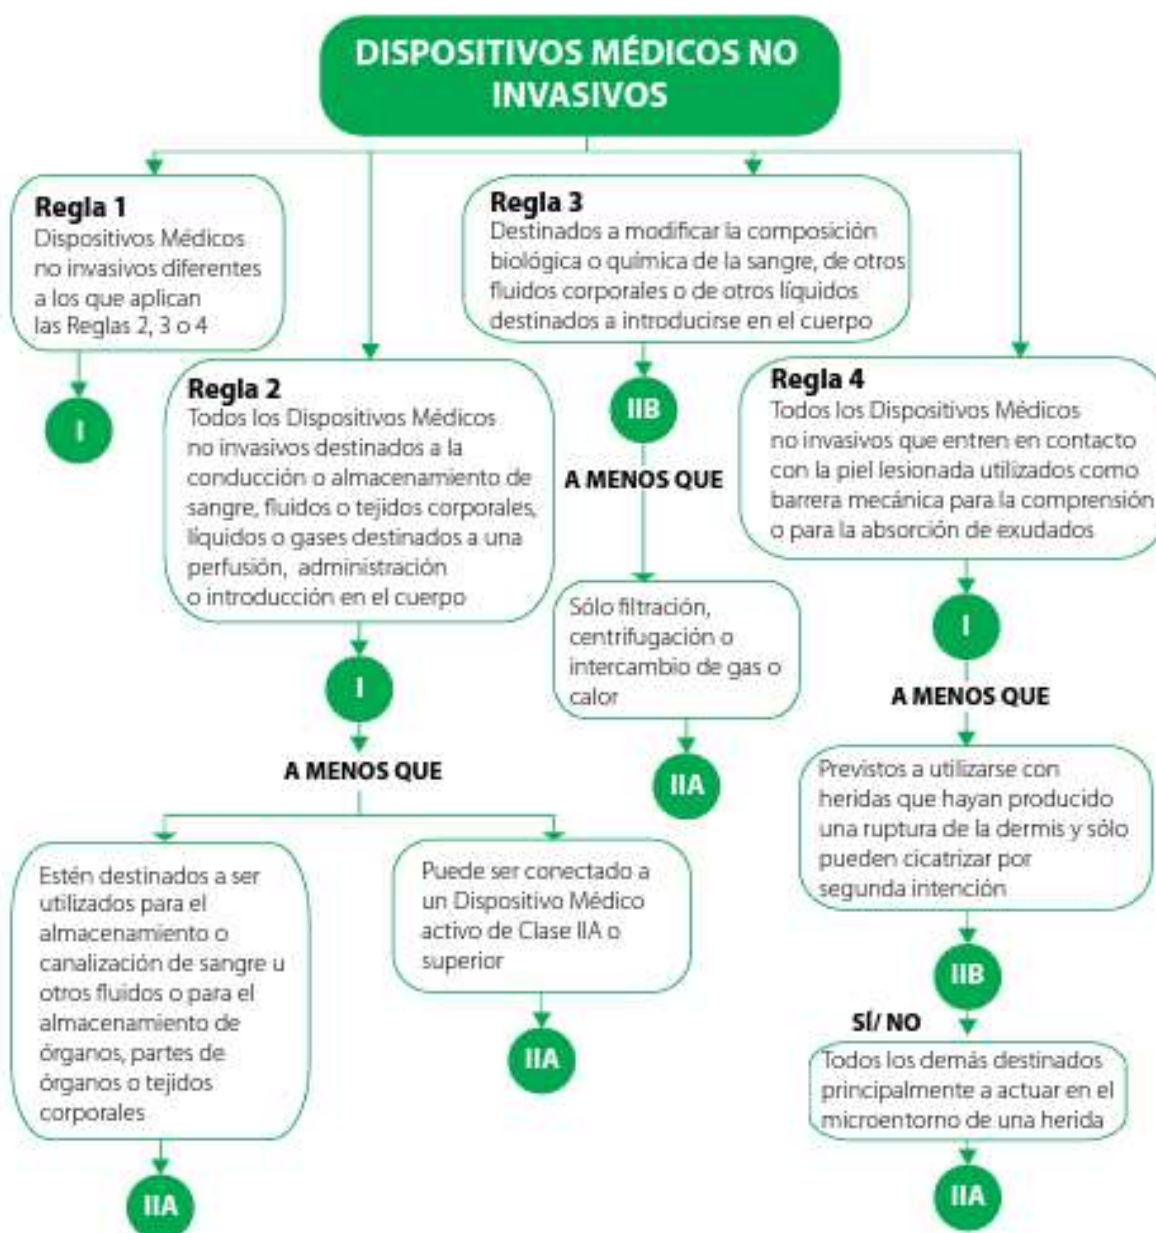 DISPOSITIVOS MÉDICOS NO
INVASIVOS
Regla 1
Dispositivos Médicos
no invasivos diferentes
a los que aplican
las Reglas 2, 3 o 4
I
Regla 2
Todos los Dispositivos Médicos
no invasivos destinados a la
conducción o almacenamiento de
sangre, fluidos o tejidos corporales,
líquidos o gases destinados a una
perfusión, administración
o introducción en el cuerpo
I
A MENOS QUE
Estén destinados a ser
utilizados para el
almacenamiento o
canalización de sangre u
otros fluidos o para el
almacenamiento de
órganos, partes de
órganos o tejidos
corporales
IIA
Puede ser conectado a
un Dispositivo Médico
activo de Clase IIA o
superior
IIA
Regla 3
Destinados a modificar la composición
biológica o química de la sangre, de otros
fluidos corporales o de otros líquidos
destinados a introducirse en el cuerpo
IIB
A MENOS QUE
Sólo filtración,
centrifugación o
intercambio de gas o
calor
IIA
Regla 4
Todos los Dispositivos Médicos
no invasivos que entren en contacto
con la piel lesionada utilizados como
barrera mecánica para la comprensión
o para la absorción de exudados
I
A MENOS QUE
Previstos a utilizarse con
heridas que hayan producido
una ruptura de la dermis y sólo
pueden cicatrizar por
segunda intención
IIB
SÍ/ NO
Todos los demás destinados
principalmente a actuar en el
microentorno de una herida
IIA